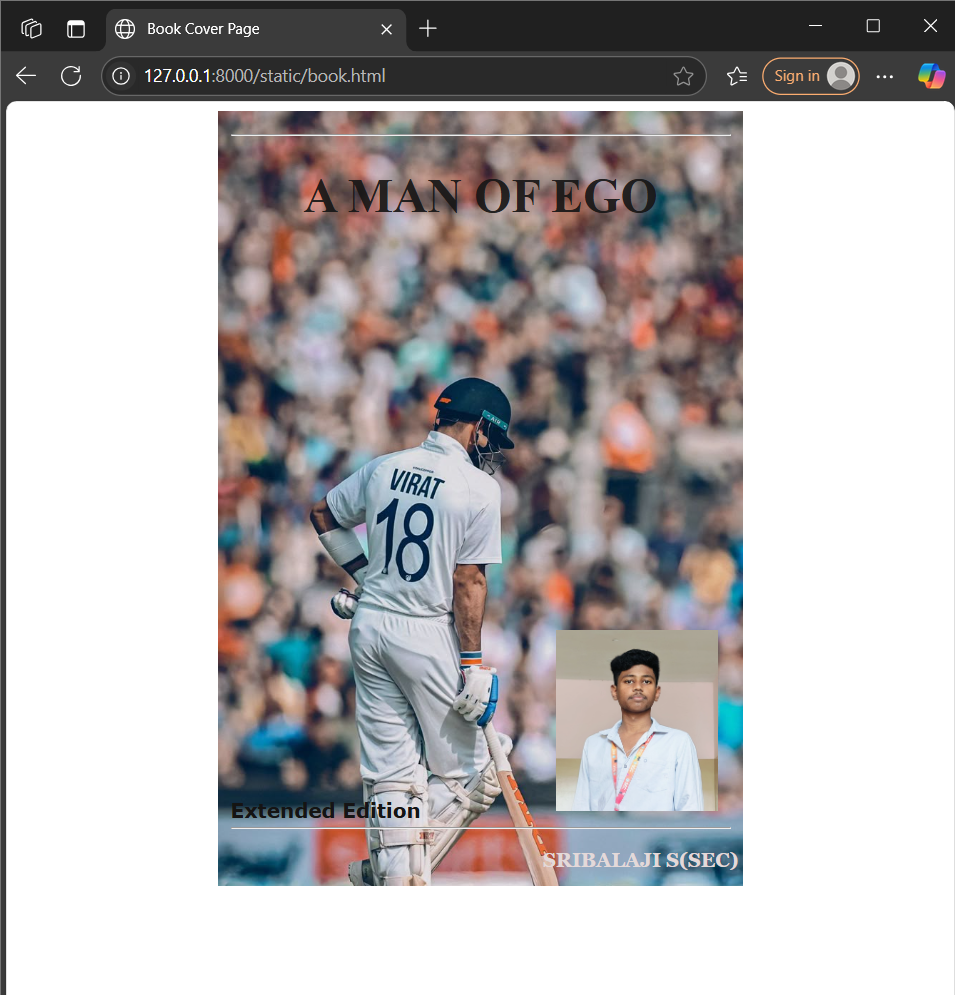 Book Cover Page
127.0.0.1:8000/static/book.html
Sign in
A MAN OF EGO
VIRAT
18
Extended Edition
SRIBALAJI S(SEC)